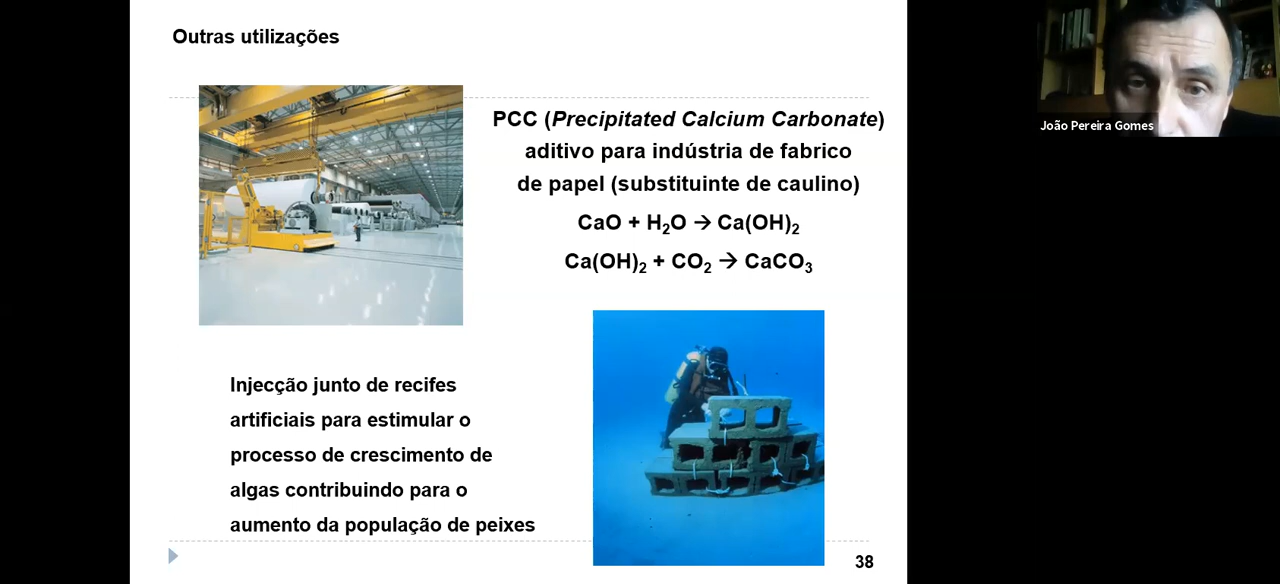 Outras utilizações
PCC (Precipitated Calcium Carbonate)
aditivo para indústria de fabrico
de papel (substituinte de caulino)
CaO + H₂O → Ca(OH)₂
Ca(OH)₂ + CO₂ → CaCO₃
Injecção junto de recifes
artificiais para estimular o
processo de crescimento de
algas contribuindo para o
aumento da população de peixes
38
João Pereira Gomes